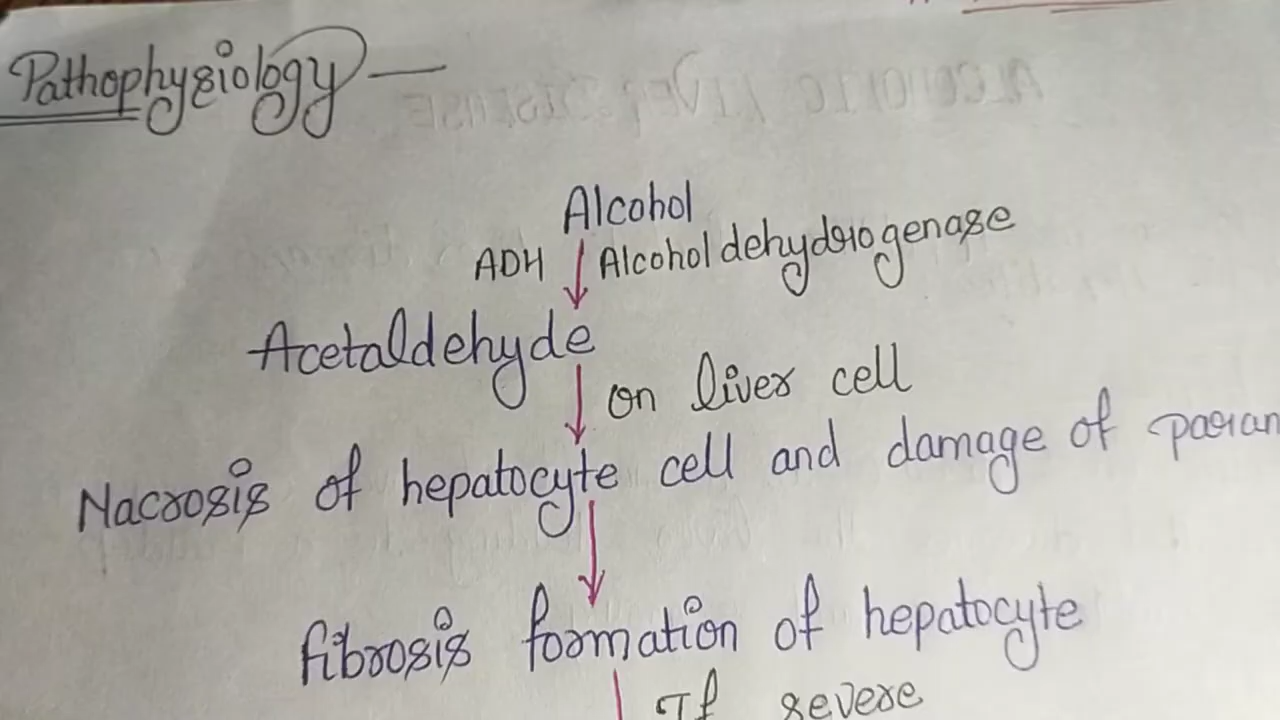 Pathophysiology —
Alcohol
ADH Alcohol dehydrogenase
Acetaldehyde
on liver cell
Nacrosis of hepatocyte cell and damage of paran
fibrosis formation of hepatocyte
If severe